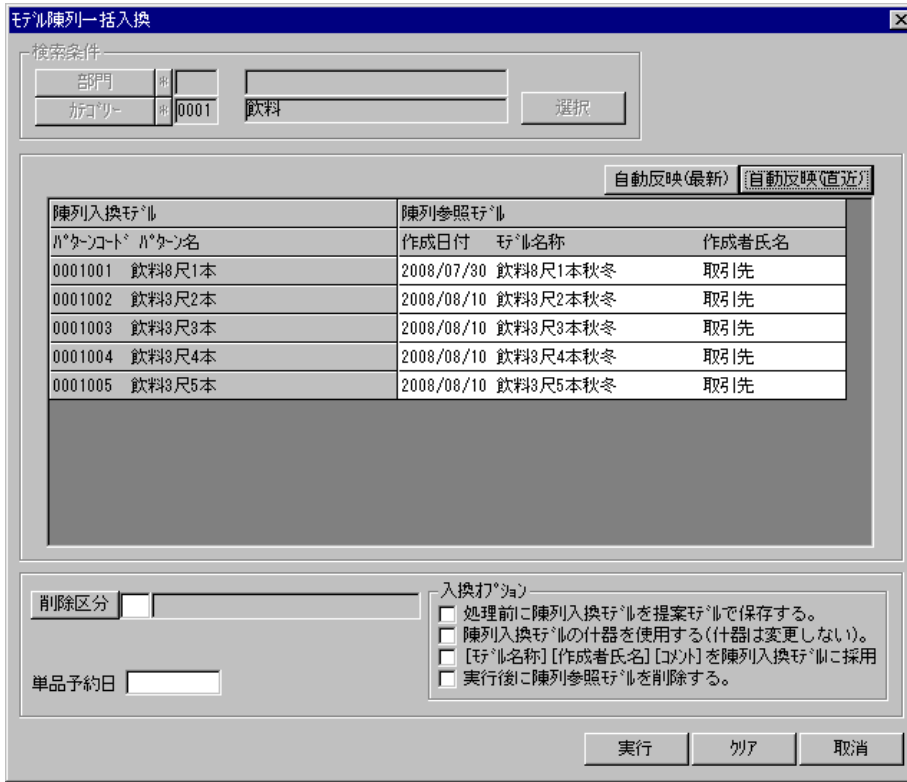 ﾓﾃﾞﾙ陳列一括入換
検索条件
部門 *
ｶﾃｺﾞﾘｰ * 0001 飲料 選択
自動反映(最新) 自動反映(直近)
陳列入換ﾓﾃﾞﾙ 陳列参照ﾓﾃﾞﾙ
ﾊﾟﾀｰﾝｺｰﾄﾞ ﾊﾟﾀｰﾝ名 作成日付 ﾓﾃﾞﾙ名称 作成者氏名
0001001 飲料8尺1本 2008/07/30 飲料8尺1本秋冬 取引先
0001002 飲料3尺2本 2008/08/10 飲料3尺2本秋冬 取引先
0001003 飲料3尺3本 2008/08/10 飲料3尺3本秋冬 取引先
0001004 飲料3尺4本 2008/08/10 飲料3尺4本秋冬 取引先
0001005 飲料3尺5本 2008/08/10 飲料3尺5本秋冬 取引先
削除区分
単品予約日
入換ｵﾌﾟｼｮﾝ
処理前に陳列入換ﾓﾃﾞﾙを提案ﾓﾃﾞﾙで保存する。
陳列入換ﾓﾃﾞﾙの什器を使用する(什器は変更しない)。
[ﾓﾃﾞﾙ名称][作成者氏名][ｺﾒﾝﾄ]を陳列入換ﾓﾃﾞﾙに採用
実行後に陳列参照ﾓﾃﾞﾙを削除する。
実行 ｸﾘｱ 取消